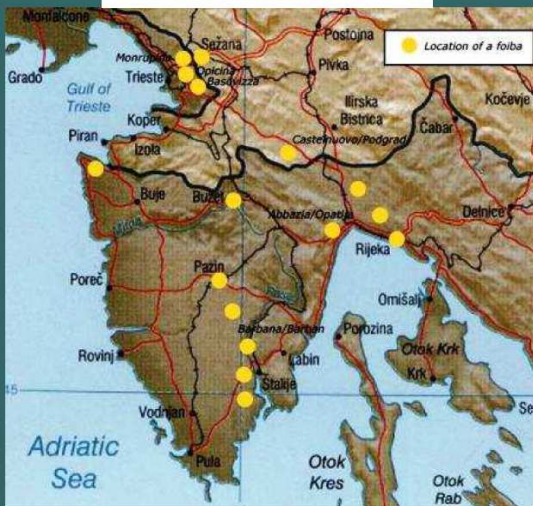 Monfalcone
Grado
Gulf of
Trieste
Monrupino
Sežana
Opicina
Trieste
Basovizza
Postojna
Pivka
Location of a foiba
Ilirska
Bistrica
Kočevje
Čabar
Koper
Piran
Izola
Castelnuovo/Podgrad
Buje
Buzet
Abbazia/Opatija
Delnice
Rijeka
Poreč
Pazin
Omišalj
Barbana/Barban
Porozina
Otok Krk
Rovinj
Labin
Krk
45
Vodnjan
Adriatic
Sea
Pula
Otok
Kres
Otok
Rab
Se